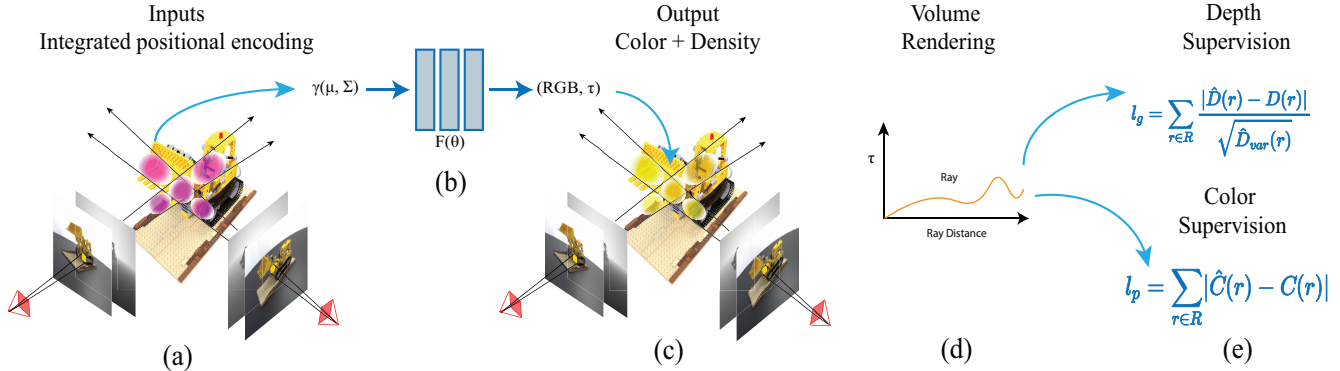 Inputs
Integrated positional encoding
γ(μ, Σ)
F(θ)
(RGB, τ)
Output
Color + Density
Volume
Rendering
τ
Ray
Ray Distance
Depth
Supervision
l_g = ∑_{r∈R} |D̂(r) − D(r)| / √D̂_{var}(r)
Color
Supervision
l_p = ∑_{r∈R} |Ĉ(r) − C(r)|
(a)
(b)
(c)
(d)
(e)